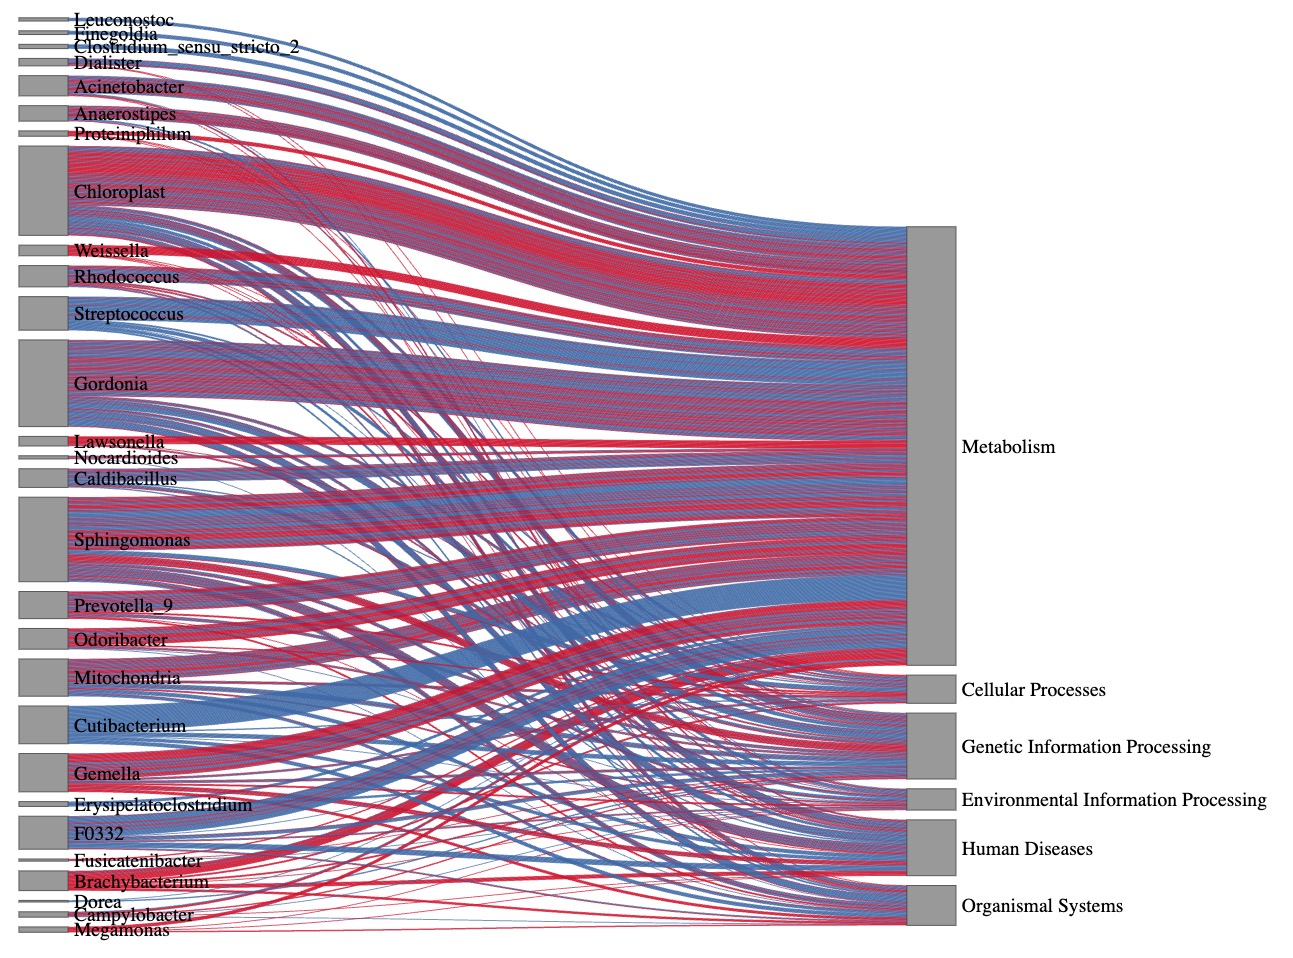 Leuconostoc
Finegoldia
Clostridium_sensu_stricto_2
Dialister
Acinetobacter
Anaerostipes
Proteiniphilum
Chloroplast
Weissella
Rhodococcus
Streptococcus
Gordonia
Lawsonella
Nocardioides
Caldibacillus
Sphingomonas
Prevotella_9
Odoribacter
Mitochondria
Cutibacterium
Gemella
Erysipelatoclostridium
F0332
Fusicatenibacter
Brachybacterium
Dorea
Campylobacter
Megamonas
Metabolism
Cellular Processes
Genetic Information Processing
Environmental Information Processing
Human Diseases
Organismal Systems